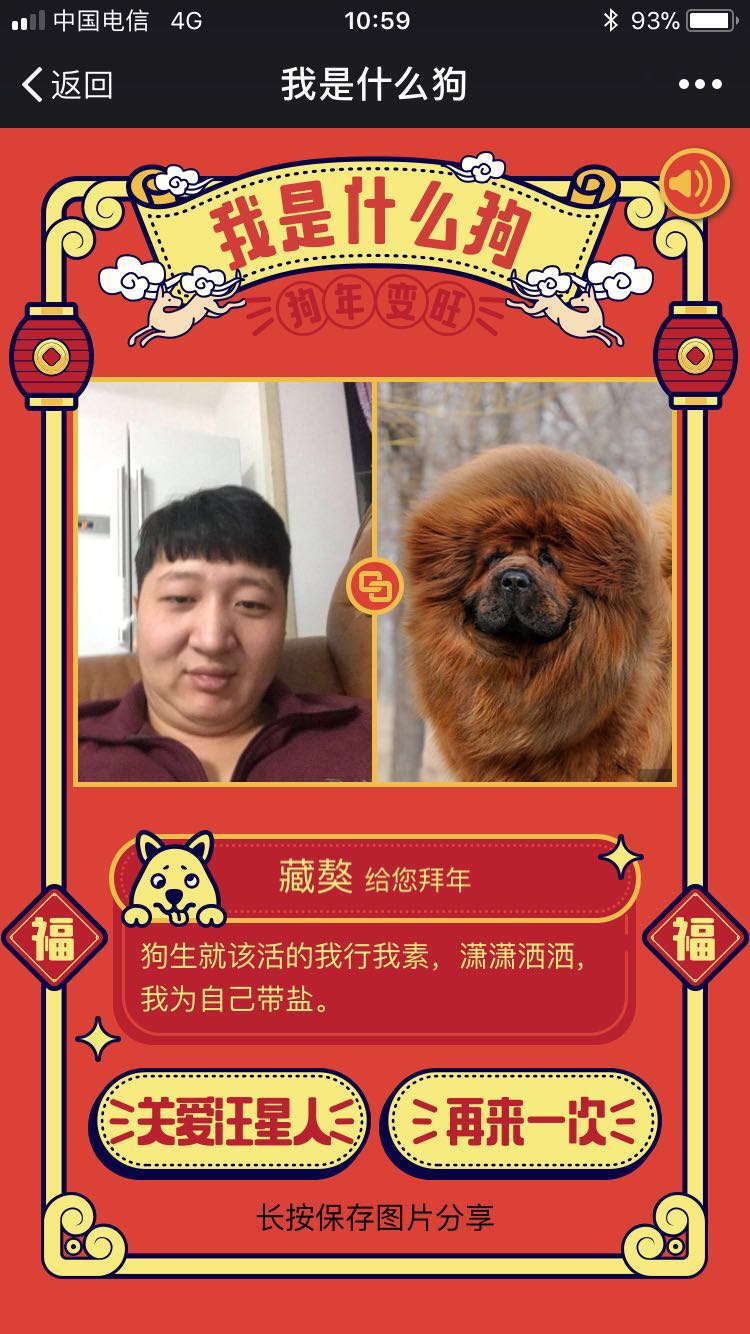 中国电信 4G 10:59 93%
返回 我是什么狗
我是什么狗
狗年变旺
藏獒 给您拜年
狗生就该活的我行我素，潇潇洒洒，
我为自己带盐。
福 福
关爱汪星人 再来一次
长按保存图片分享